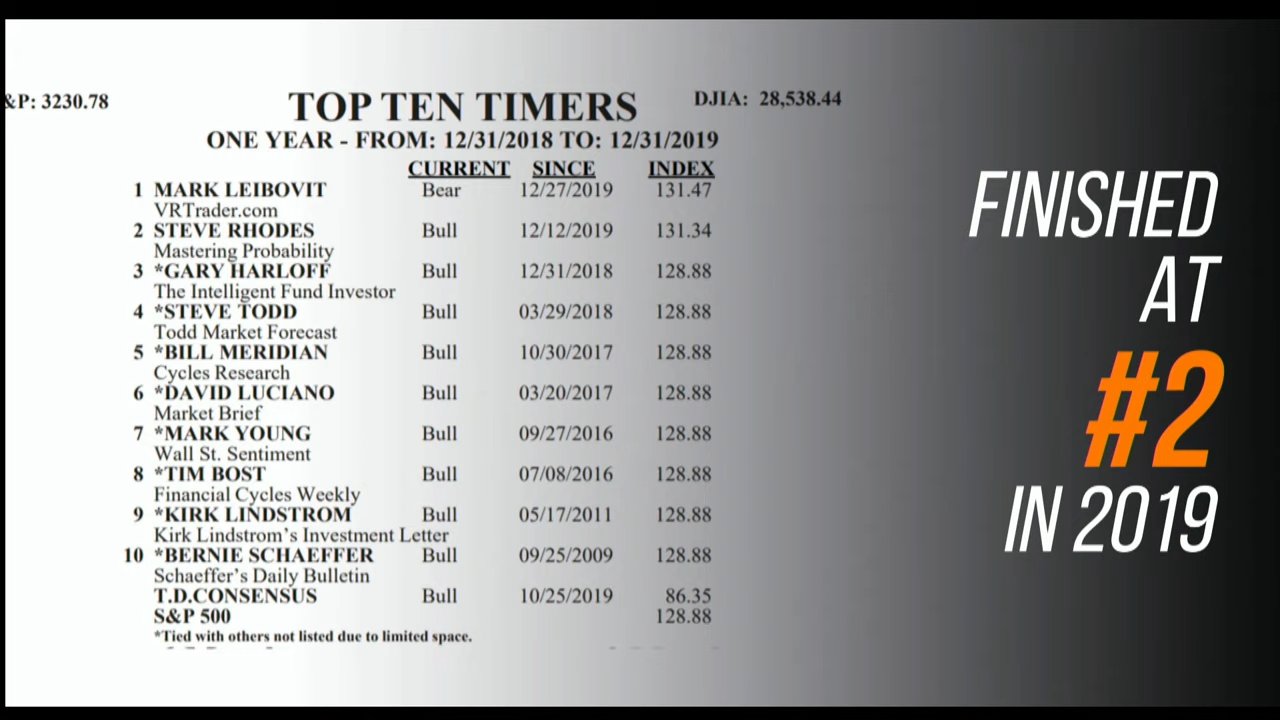 &P: 3230.78
TOP TEN TIMERS
DJIA: 28,538.44
ONE YEAR - FROM: 12/31/2018 TO: 12/31/2019
CURRENT SINCE INDEX
1 MARK LEIBOVIT Bear 12/27/2019 131.47
VRTrader.com
2 STEVE RHODES Bull 12/12/2019 131.34
Mastering Probability
3 *GARY HARLOFF Bull 12/31/2018 128.88
The Intelligent Fund Investor
4 *STEVE TODD Bull 03/29/2018 128.88
Todd Market Forecast
5 *BILL MERIDIAN Bull 10/30/2017 128.88
Cycles Research
6 *DAVID LUCIANO Bull 03/20/2017 128.88
Market Brief
7 *MARK YOUNG Bull 09/27/2016 128.88
Wall St. Sentiment
8 *TIM BOST Bull 07/08/2016 128.88
Financial Cycles Weekly
9 *KIRK LINDSTROM Bull 05/17/2011 128.88
Kirk Lindstrom's Investment Letter
10 *BERNIE SCHAEFFER Bull 09/25/2009 128.88
Schaeffer's Daily Bulletin
T.D.CONSENSUS Bull 10/25/2019 86.35
S&P 500 128.88
*Tied with others not listed due to limited space.
FINISHED
AT
#2
IN 2019